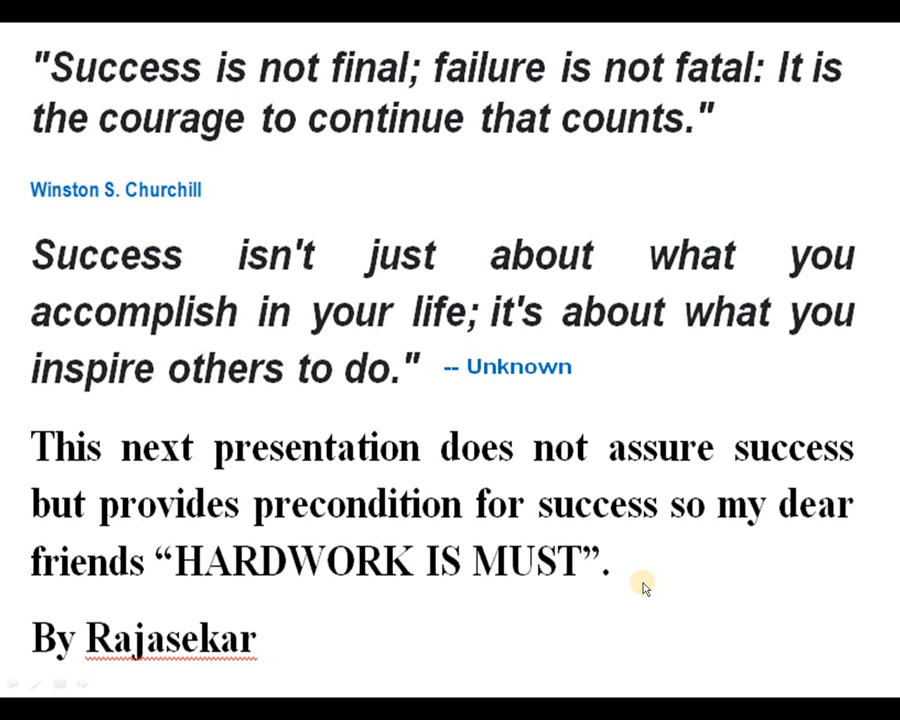 "Success is not final; failure is not fatal: It is
the courage to continue that counts."
Winston S. Churchill
Success isn't just about what you
accomplish in your life; it's about what you
inspire others to do." -- Unknown
This next presentation does not assure success
but provides precondition for success so my dear
friends “HARDWORK IS MUST”.
By Rajasekar